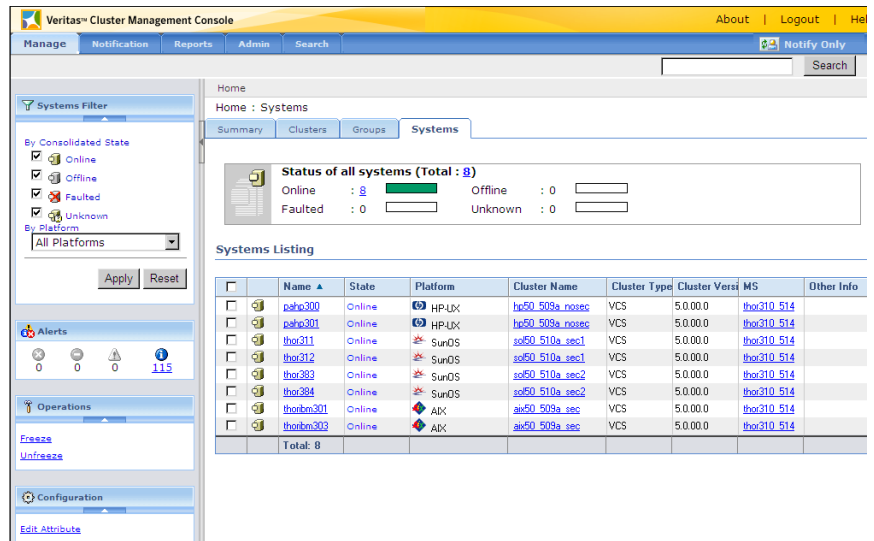 Veritas™ Cluster Management Console
About | Logout | Hel
Manage Notification Reports Admin Search Notify Only
Search
Home
Home : Systems
Summary Clusters Groups Systems
Systems Filter
By Consolidated State
Online
Offline
Faulted
Unknown
By Platform
All Platforms
Apply Reset
Alerts
0 0 0 115
Operations
Freeze
Unfreeze
Configuration
Edit Attribute
Status of all systems (Total : 8)
Online : 8 Offline : 0
Faulted : 0 Unknown : 0
Systems Listing
Name ▲ State Platform Cluster Name Cluster Type Cluster Versi MS Other Info
pahp300 Online HP-UX hp50_509a_nosec VCS 5.0.00.0 thor310_514
pahp301 Online HP-UX hp50_509a_nosec VCS 5.0.00.0 thor310_514
thor311 Online SunOS sol50_510a_sec1 VCS 5.0.00.0 thor310_514
thor312 Online SunOS sol50_510a_sec1 VCS 5.0.00.0 thor310_514
thor383 Online SunOS sol50_510a_sec2 VCS 5.0.00.0 thor310_514
thor384 Online SunOS sol50_510a_sec2 VCS 5.0.00.0 thor310_514
thoribm301 Online AIX aix50_509a_sec VCS 5.0.00.0 thor310_514
thoribm303 Online AIX aix50_509a_sec VCS 5.0.00.0 thor310_514
Total: 8